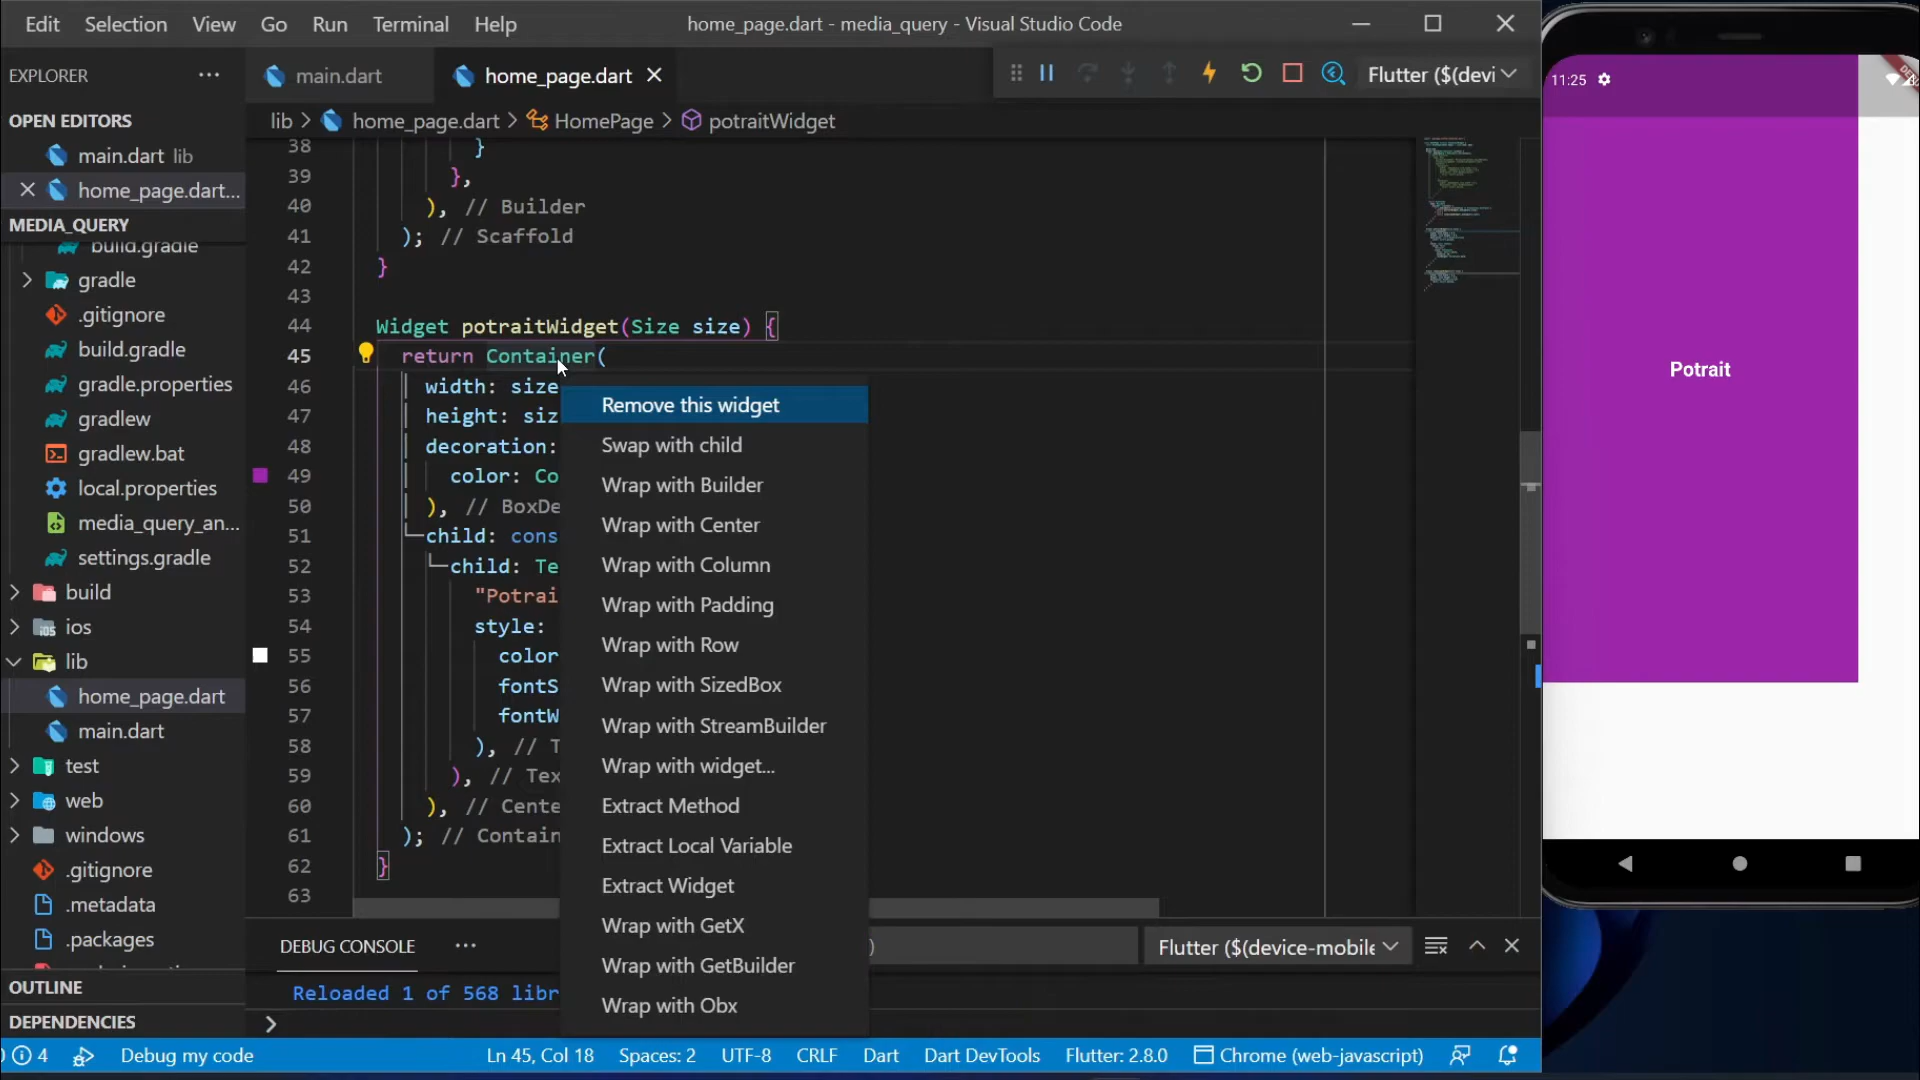 Edit Selection View Go Run Terminal Help home_page.dart - media_query - Visual Studio Code
EXPLORER
main.dart
home_page.dart
Flutter ($(devi
OPEN EDITORS
main.dart lib
home_page.dart...
MEDIA_QUERY
build.gradle
gradle
.gitignore
build.gradle
gradle.properties
gradlew
gradlew.bat
local.properties
media_query_an...
settings.gradle
build
ios
lib
home_page.dart
main.dart
test
web
windows
.gitignore
.metadata
.packages
OUTLINE
DEPENDENCIES
lib > home_page.dart > HomePage > potraitWidget
38 }
39 },
40 ), // Builder
41 ); // Scaffold
42 }
43
44 Widget potraitWidget(Size size) {
45 return Container(
46 width: size
47 height: siz
48 decoration:
49 color: Co
50 ), // BoxDe
51 child: cons
52 child: Te
53 "Potrai
54 style:
55 color
56 fontS
57 fontW
58 ), // T
59 ), // Tex
60 ), // Cente
61 ); // Contain
62 }
63
Remove this widget
Swap with child
Wrap with Builder
Wrap with Center
Wrap with Column
Wrap with Padding
Wrap with Row
Wrap with SizedBox
Wrap with StreamBuilder
Wrap with widget...
Extract Method
Extract Local Variable
Extract Widget
Wrap with GetX
Wrap with GetBuilder
Wrap with Obx
DEBUG CONSOLE
)
Flutter ($(device-mobile
Reloaded 1 of 568 libr
>
4 Debug my code Ln 45, Col 18 Spaces: 2 UTF-8 CRLF Dart Dart DevTools Flutter: 2.8.0 Chrome (web-javascript)
11:25
Potrait